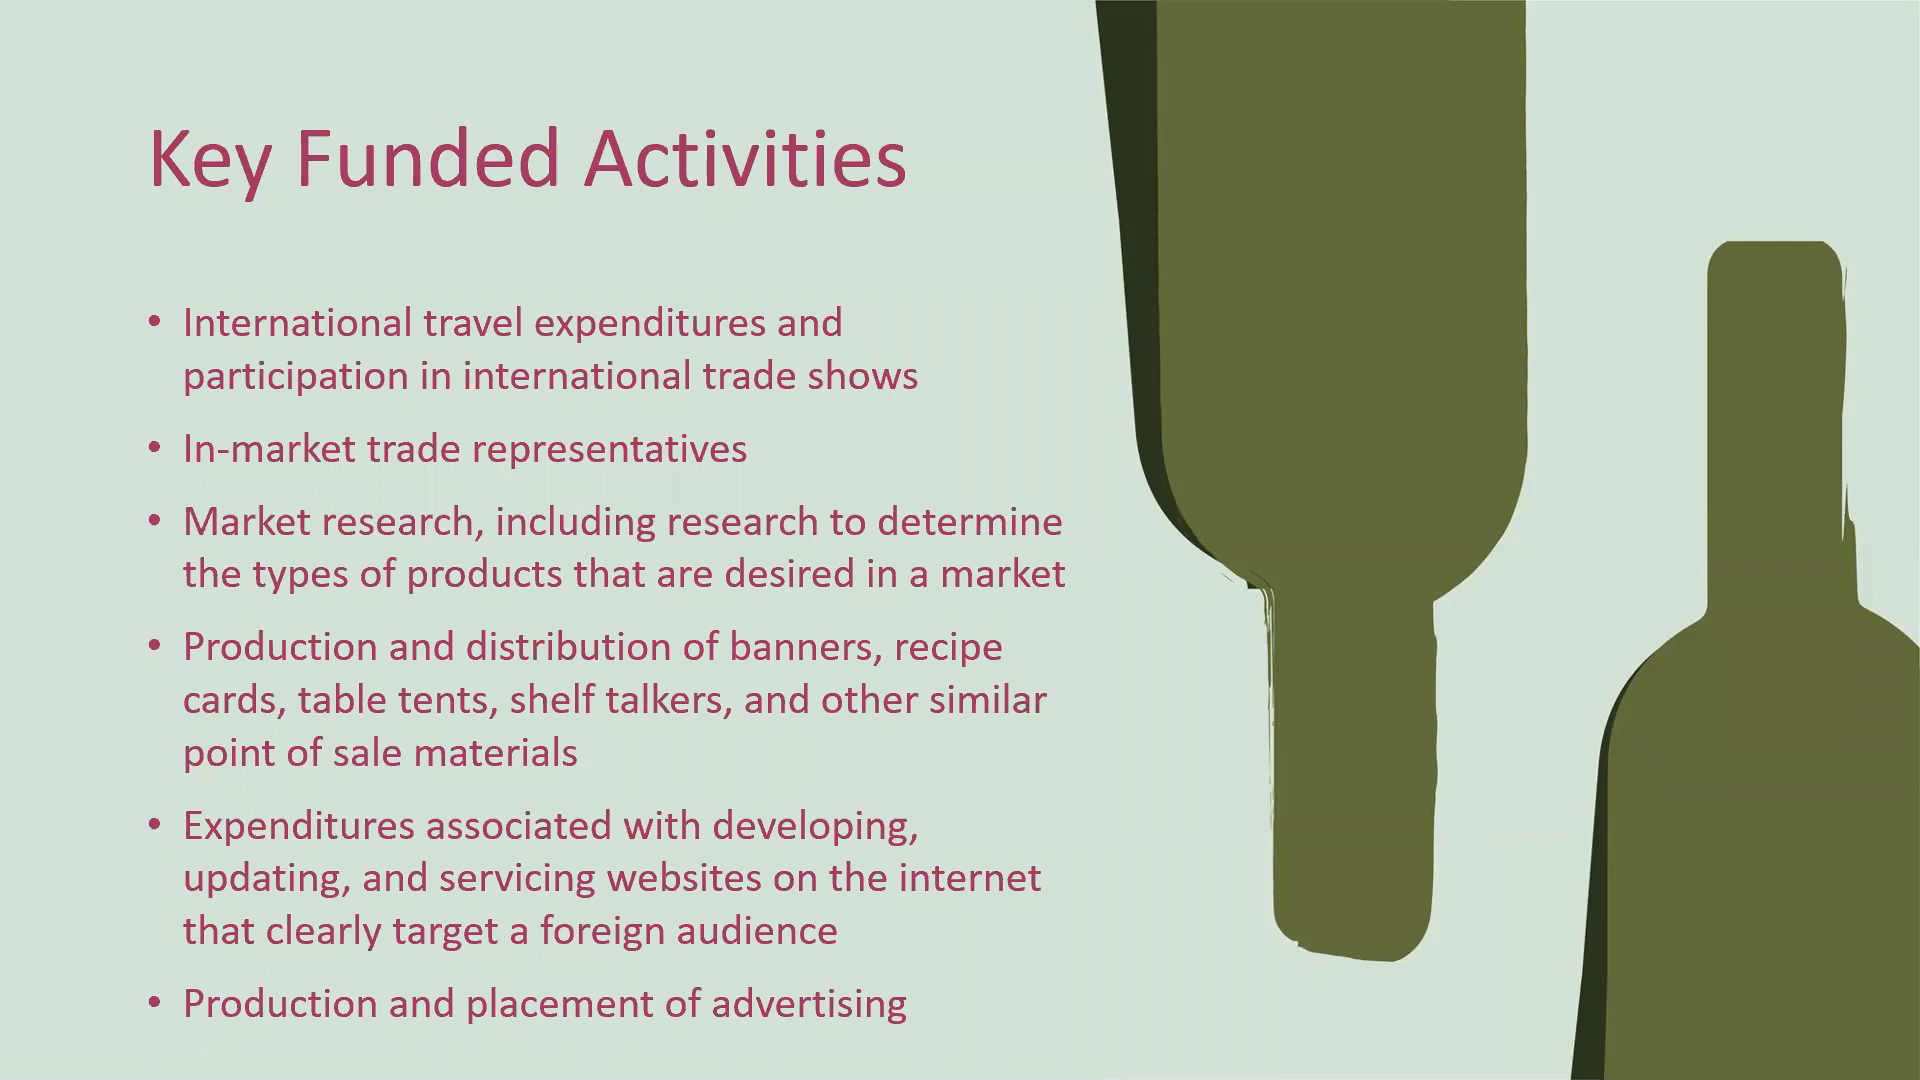 Key Funded Activities
• International travel expenditures and
participation in international trade shows
• In-market trade representatives
• Market research, including research to determine
the types of products that are desired in a market
• Production and distribution of banners, recipe
cards, table tents, shelf talkers, and other similar
point of sale materials
• Expenditures associated with developing,
updating, and servicing websites on the internet
that clearly target a foreign audience
• Production and placement of advertising